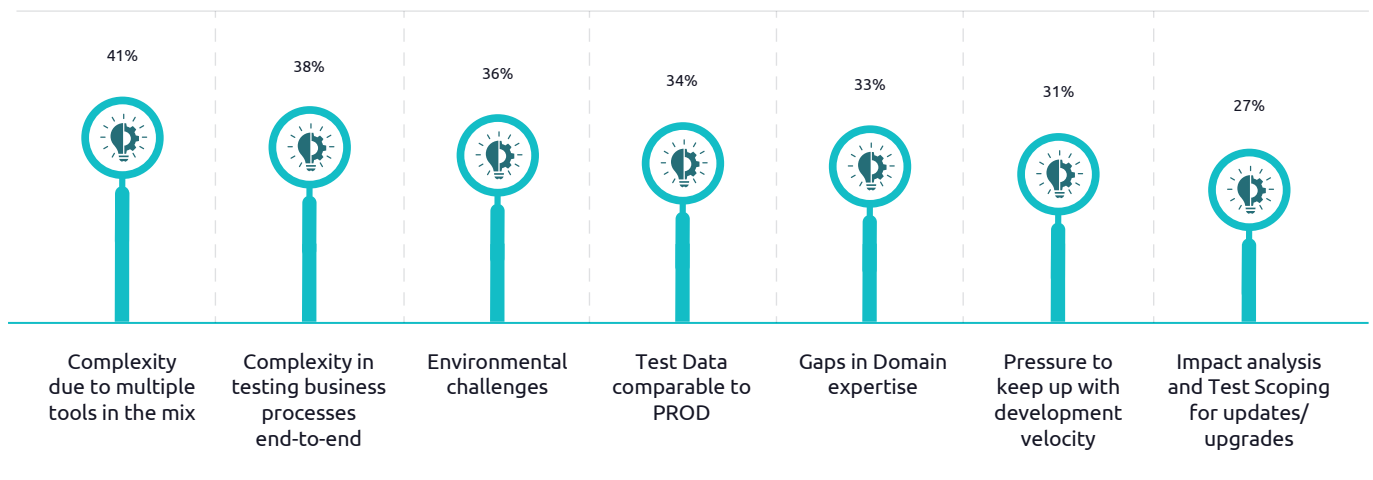 41%
38%
36%
34%
33%
31%
27%
Complexity
due to multiple
tools in the mix
Complexity in
testing business
processes
end-to-end
Environmental
challenges
Test Data
comparable to
PROD
Gaps in Domain
expertise
Pressure to
keep up with
development
velocity
Impact analysis
and Test Scoping
for updates/
upgrades